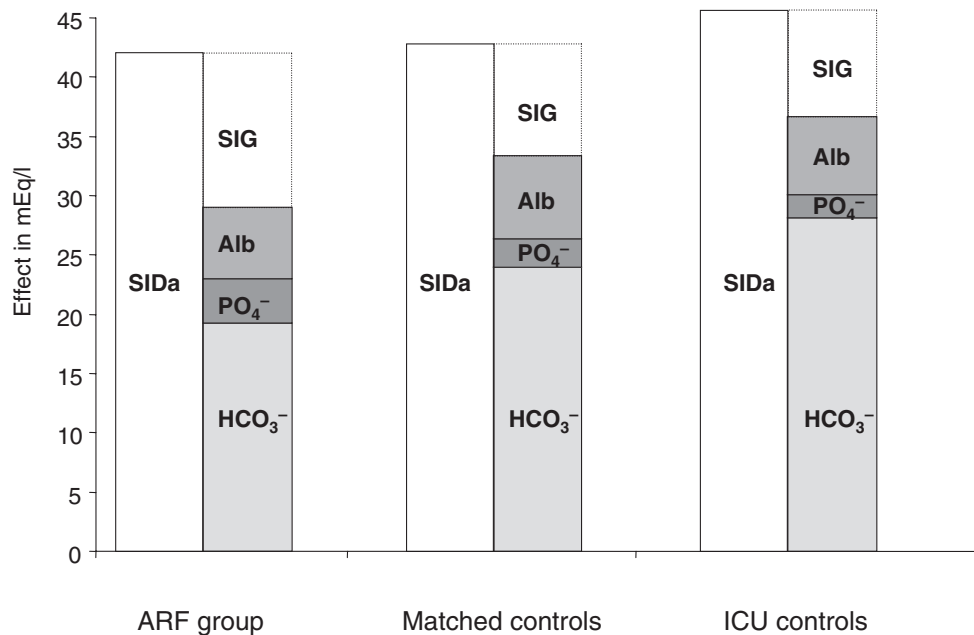 Effect in mEq/l
45
40
35
30
25
20
15
10
5
0
SIDa
SIG
Alb
PO₄⁻
HCO₃⁻
SIDa
SIG
Alb
PO₄⁻
HCO₃⁻
SIDa
SIG
Alb
PO₄⁻
HCO₃⁻
ARF group
Matched controls
ICU controls